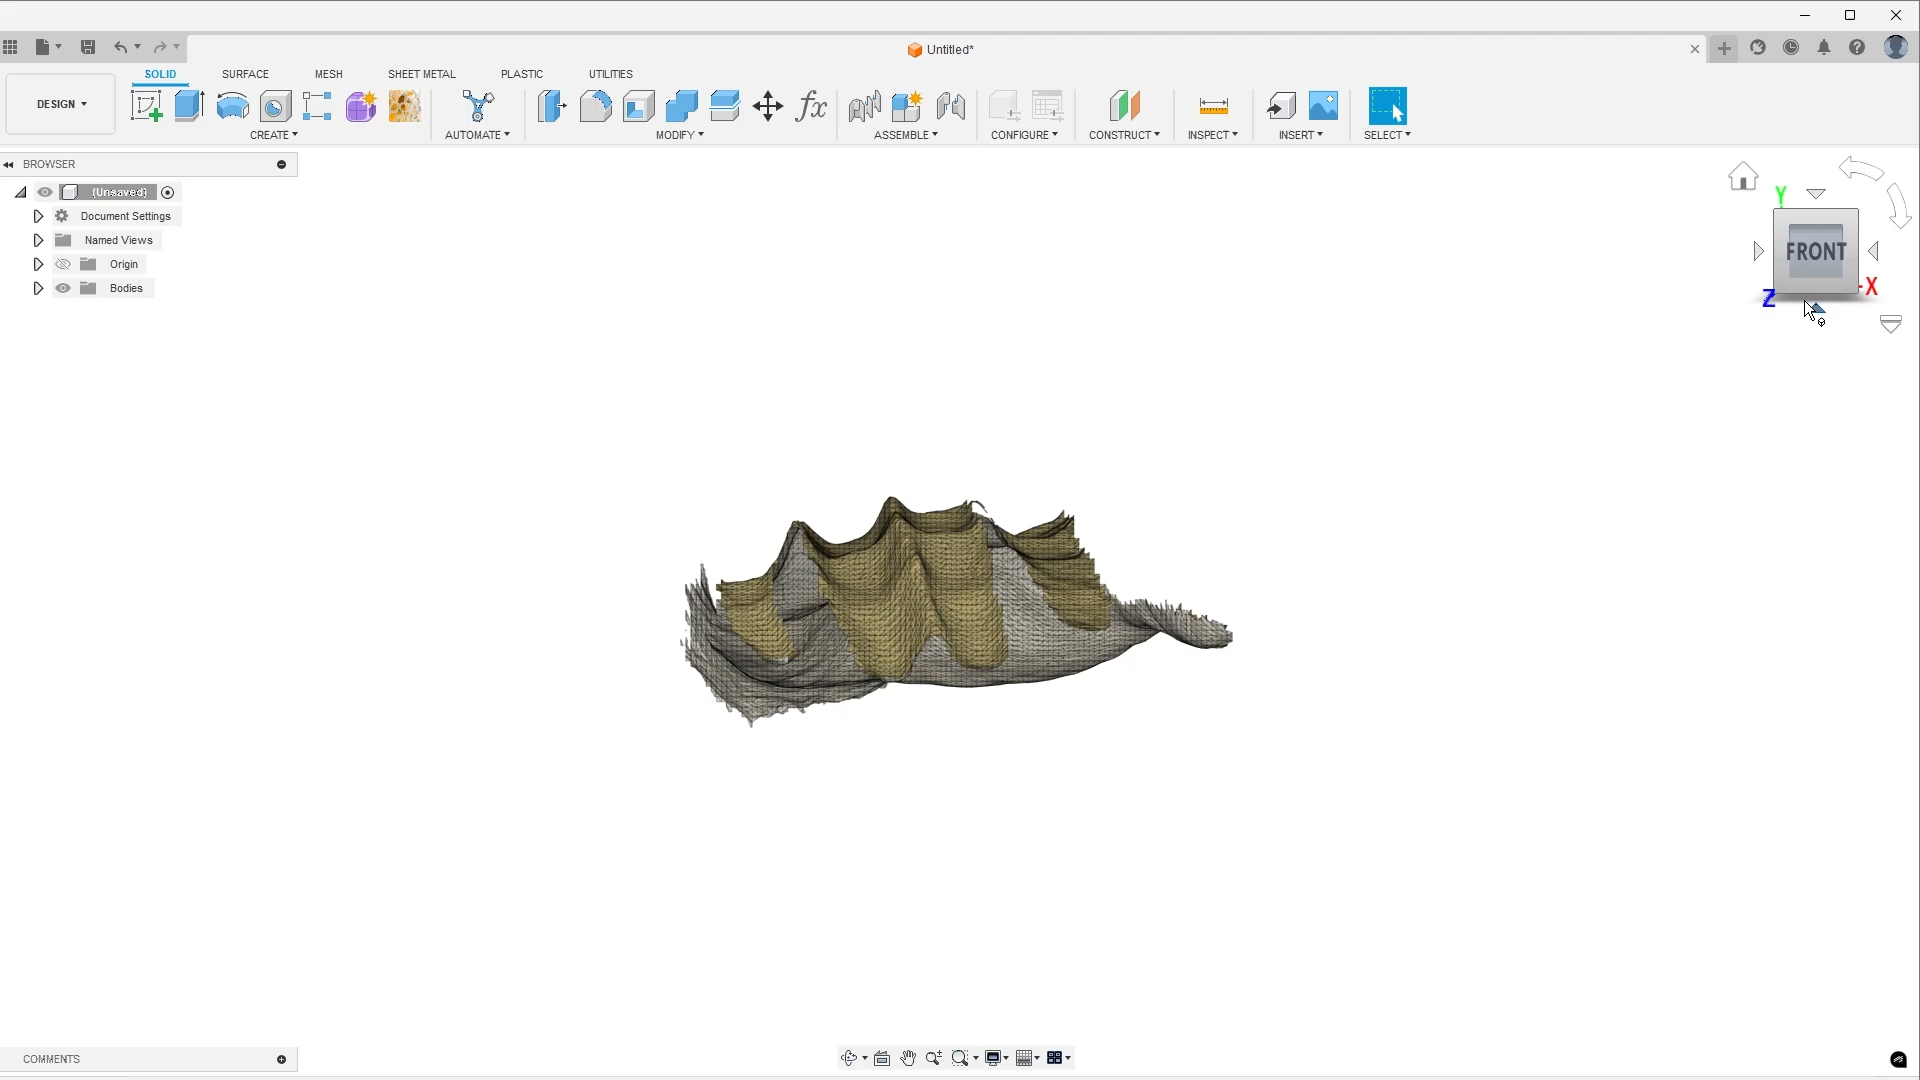 Untitled*
SOLID
SURFACE
MESH
SHEET METAL
PLASTIC
UTILITIES
DESIGN
fx
CREATE
AUTOMATE
MODIFY
ASSEMBLE
CONFIGURE
CONSTRUCT
INSPECT
INSERT
SELECT
BROWSER
(Unsaved)
Document Settings
Named Views
Origin
Bodies
Y
FRONT
X
Z
COMMENTS